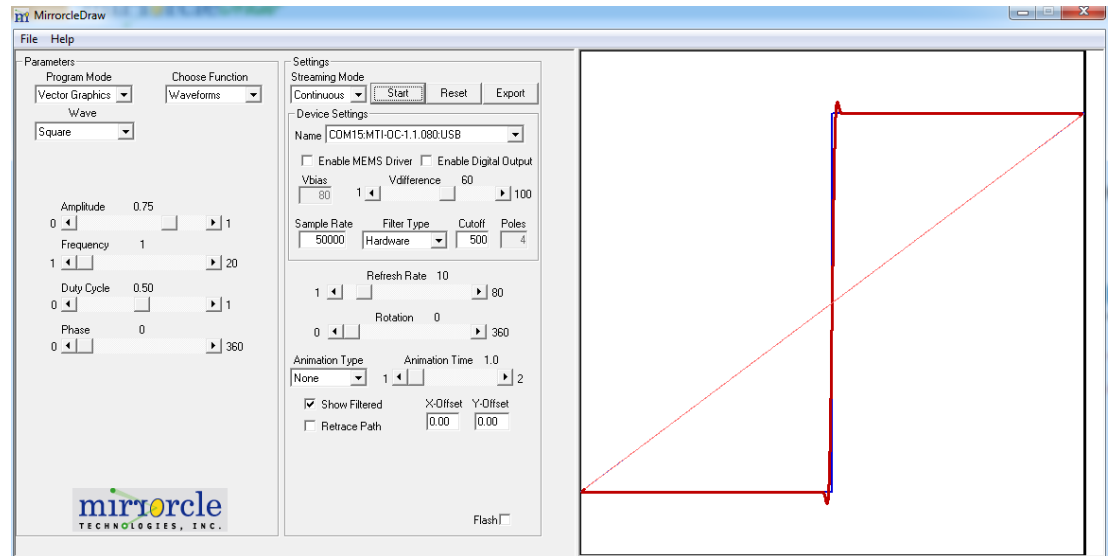 mi MirrorcleDraw
File Help
Parameters
Program Mode Choose Function
Vector Graphics Waveforms
Wave
Square
Amplitude 0.75
0 1
Frequency 1
1 20
Duty Cycle 0.50
0 1
Phase 0
0 360
mirrorcle
TECHNOLOGIES, INC.
Settings
Streaming Mode
Continuous Start Reset Export
Device Settings
Name COM15:MTI-OC-1.1.080:USB
Enable MEMS Driver Enable Digital Output
Vbias Vdifference 60
80 1 100
Sample Rate Filter Type Cutoff Poles
50000 Hardware 500 4
Refresh Rate 10
1 80
Rotation 0
0 360
Animation Type Animation Time 1.0
None 1 2
Show Filtered X-Offset Y-Offset
Retrace Path 0.00 0.00
Flash